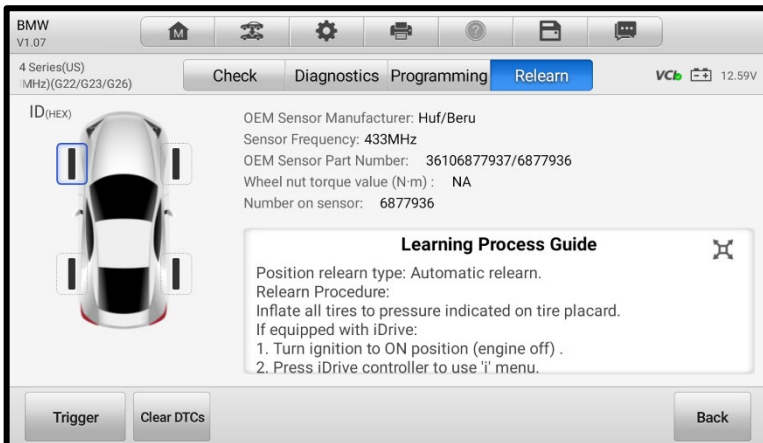 BMW
V1.07
M
?
4 Series(US)
MHz)(G22/G23/G26)
Check
Diagnostics
Programming
Relearn
VCI
12.59V
ID(HEX)
OEM Sensor Manufacturer: Huf/Beru
Sensor Frequency: 433MHz
OEM Sensor Part Number: 36106877937/6877936
Wheel nut torque value (N·m) : NA
Number on sensor: 6877936
Learning Process Guide
Position relearn type: Automatic relearn.
Relearn Procedure:
Inflate all tires to pressure indicated on tire placard.
If equipped with iDrive:
1. Turn ignition to ON position (engine off) .
2. Press iDrive controller to use 'i' menu.
Trigger
Clear DTCs
Back